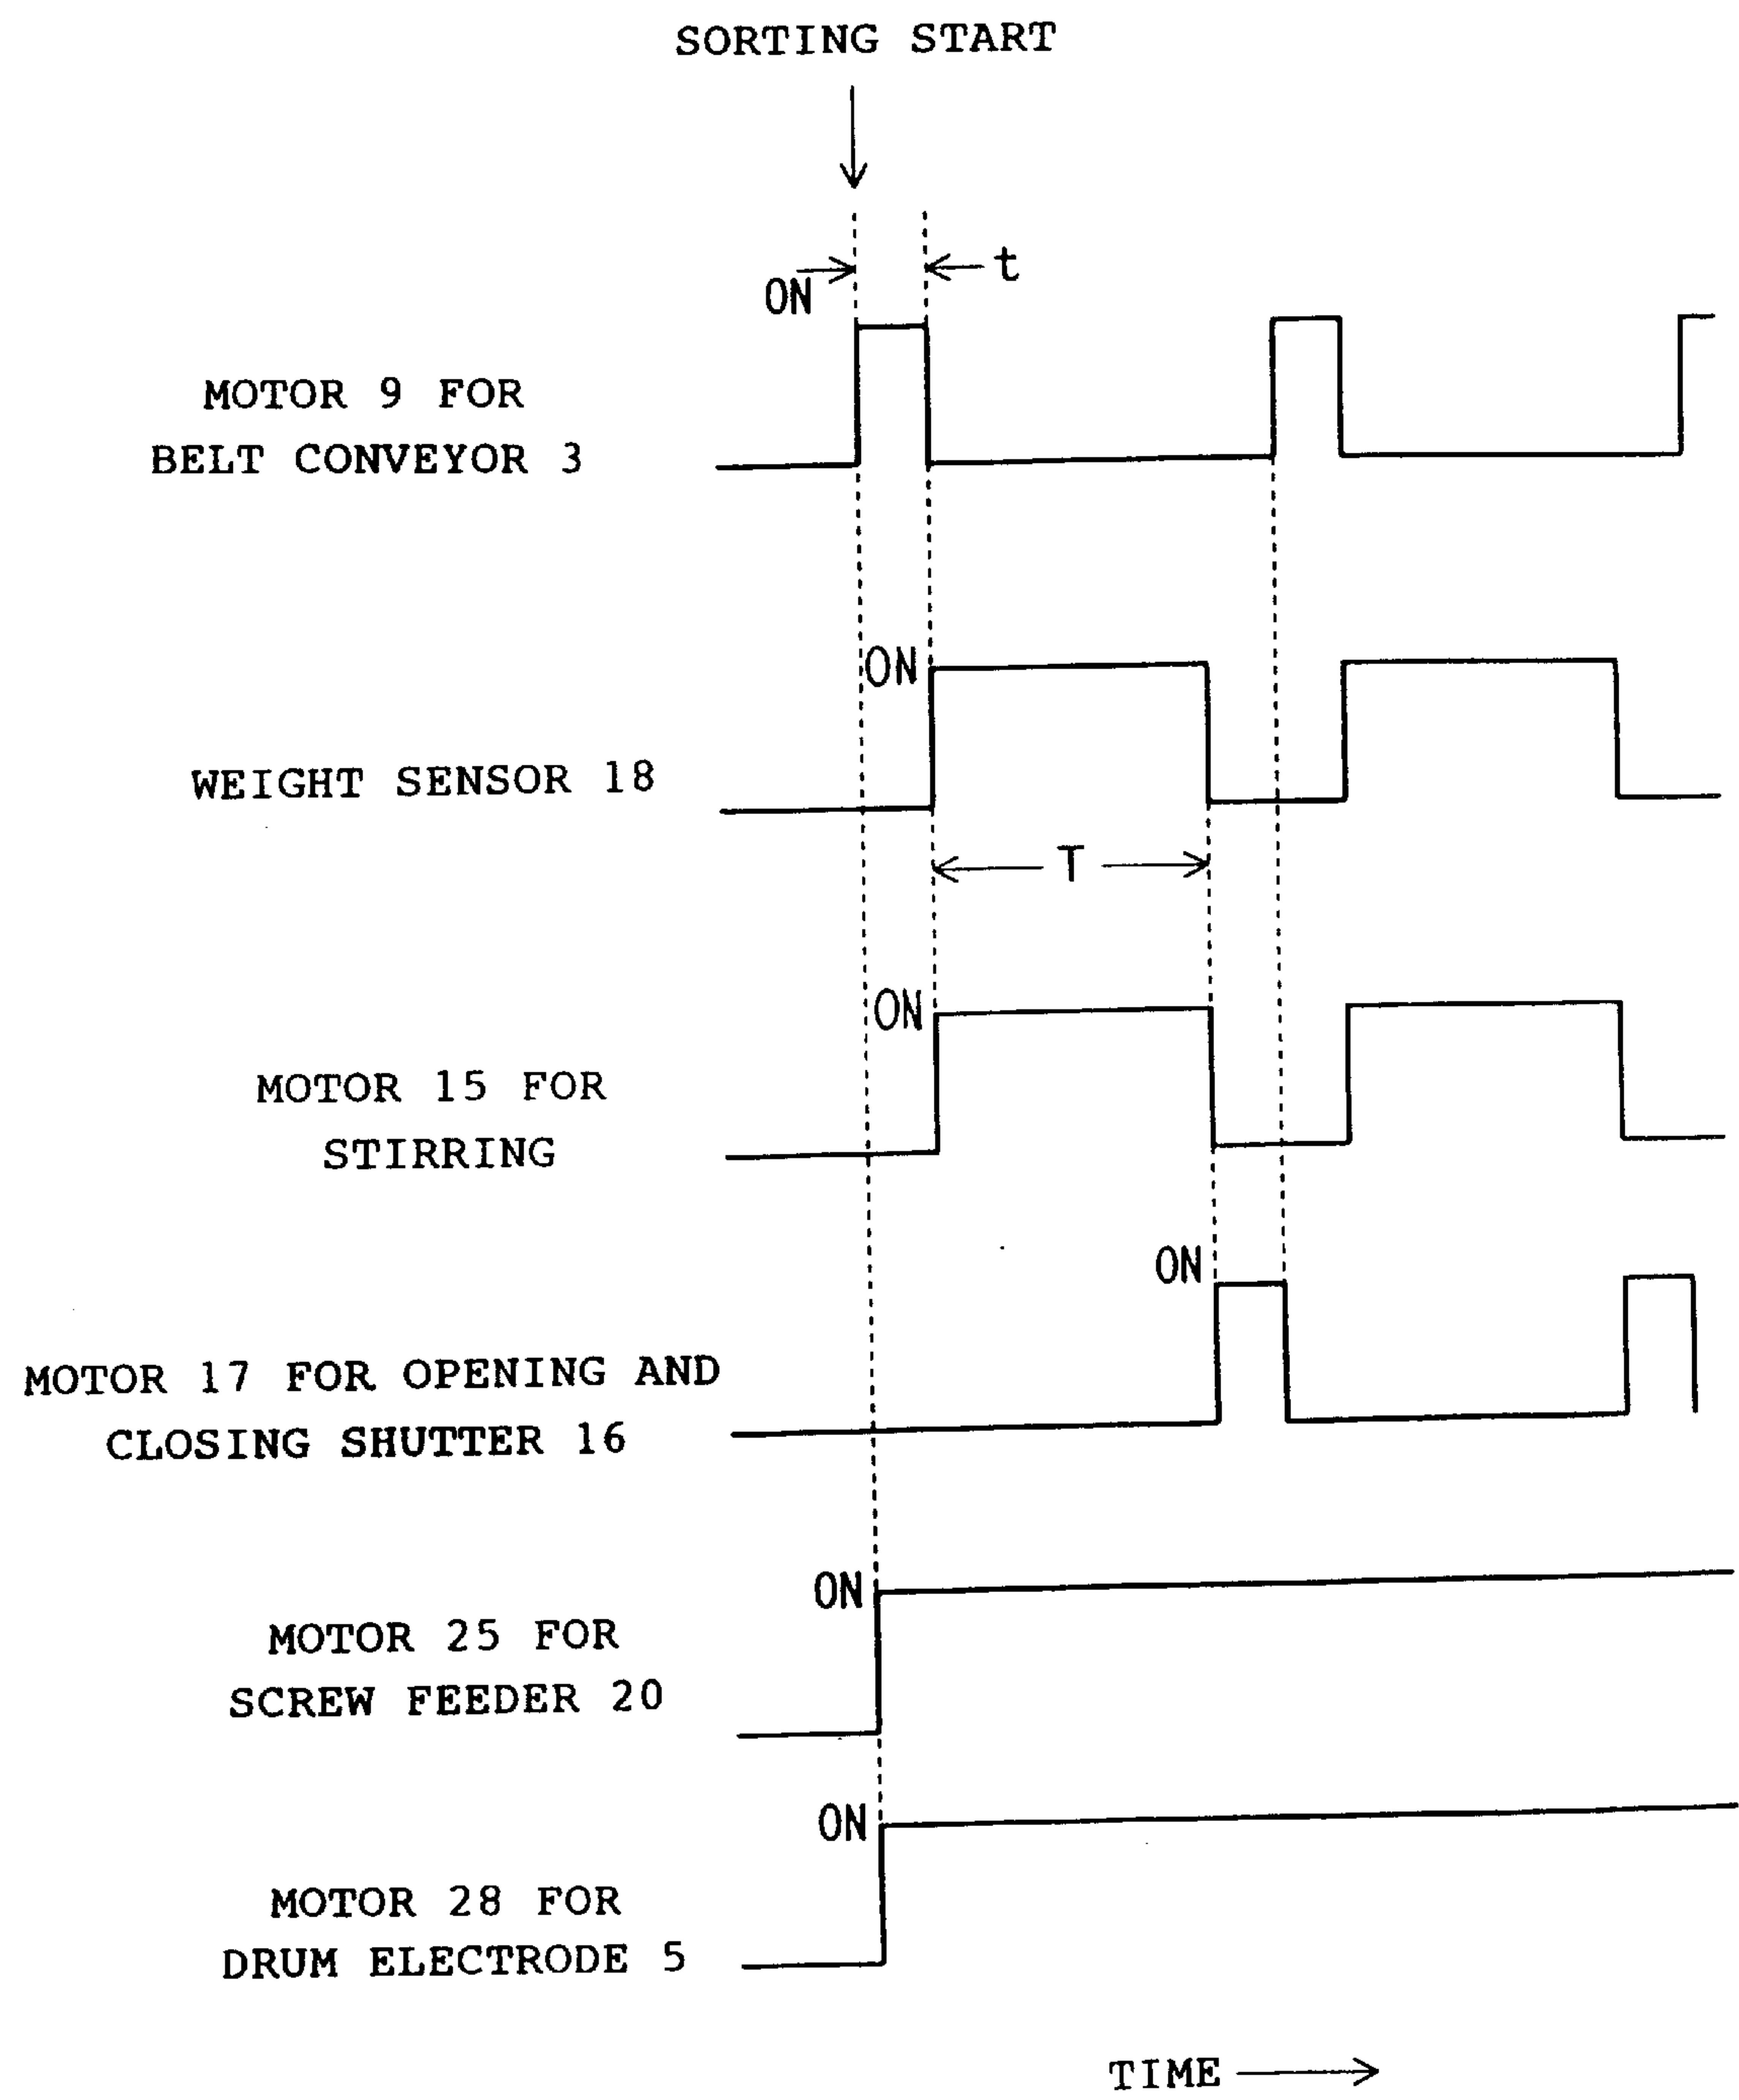 SORTING START
t
ON
MOTOR 9 FOR
BELT CONVEYOR 3
ON
WEIGHT SENSOR 18
T
ON
MOTOR 15 FOR
STIRRING
ON
MOTOR 17 FOR OPENING AND
CLOSING SHUTTER 16
ON
MOTOR 25 FOR
SCREW FEEDER 20
ON
MOTOR 28 FOR
DRUM ELECTRODE 5
TIME